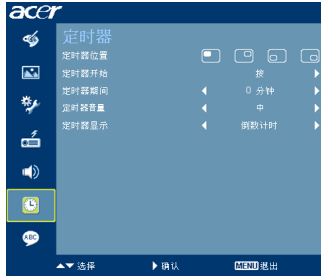 acer
定时器
定时器位置
定时器开始 按
定时器期间 0 分钟
定时器音量 中
定时器显示 倒数计时
ABC
选择 确认 MENU 退出